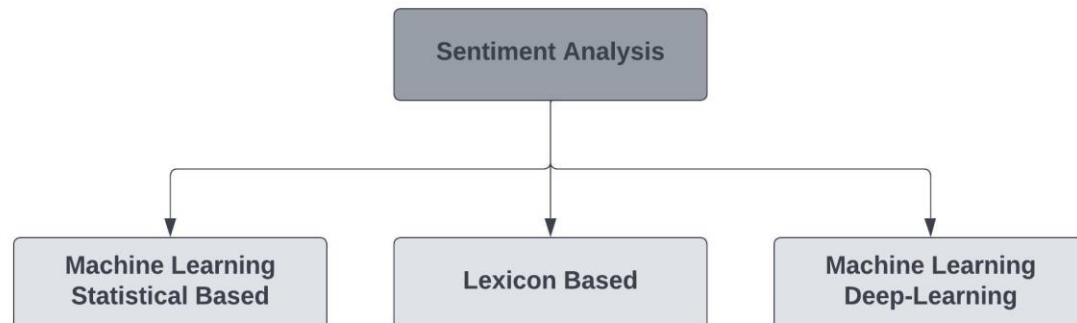 Sentiment Analysis
Machine Learning
Statistical Based
Lexicon Based
Machine Learning
Deep-Learning